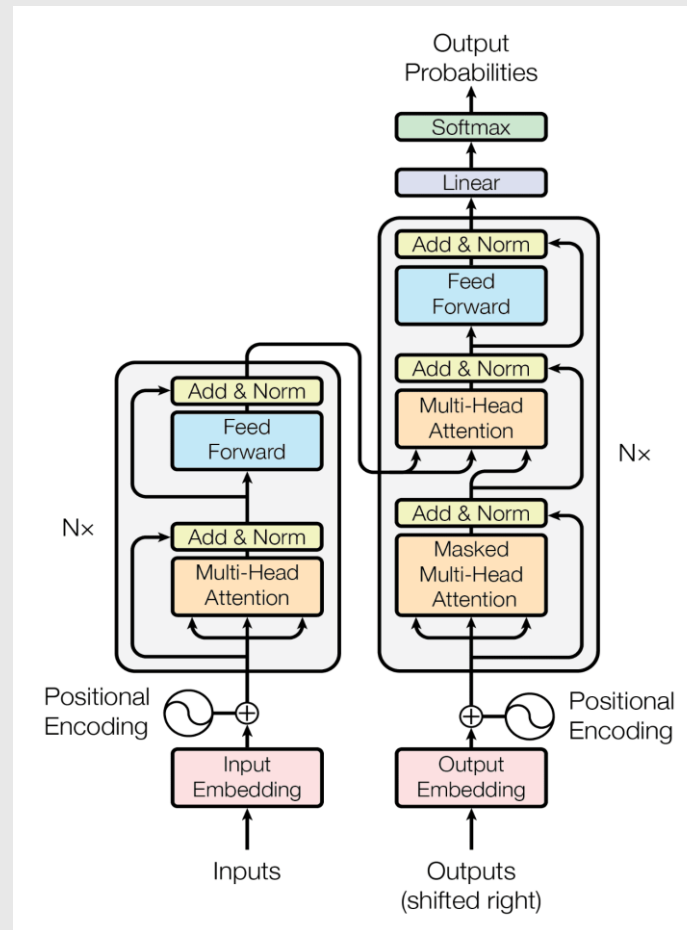 Output
Probabilities
Softmax
Linear
Add & Norm
Feed
Forward
Add & Norm
Multi-Head
Attention
Add & Norm
Masked
Multi-Head
Attention
Nx
Add & Norm
Feed
Forward
Add & Norm
Multi-Head
Attention
Nx
Positional
Encoding
Positional
Encoding
Input
Embedding
Output
Embedding
Inputs
Outputs
(shifted right)